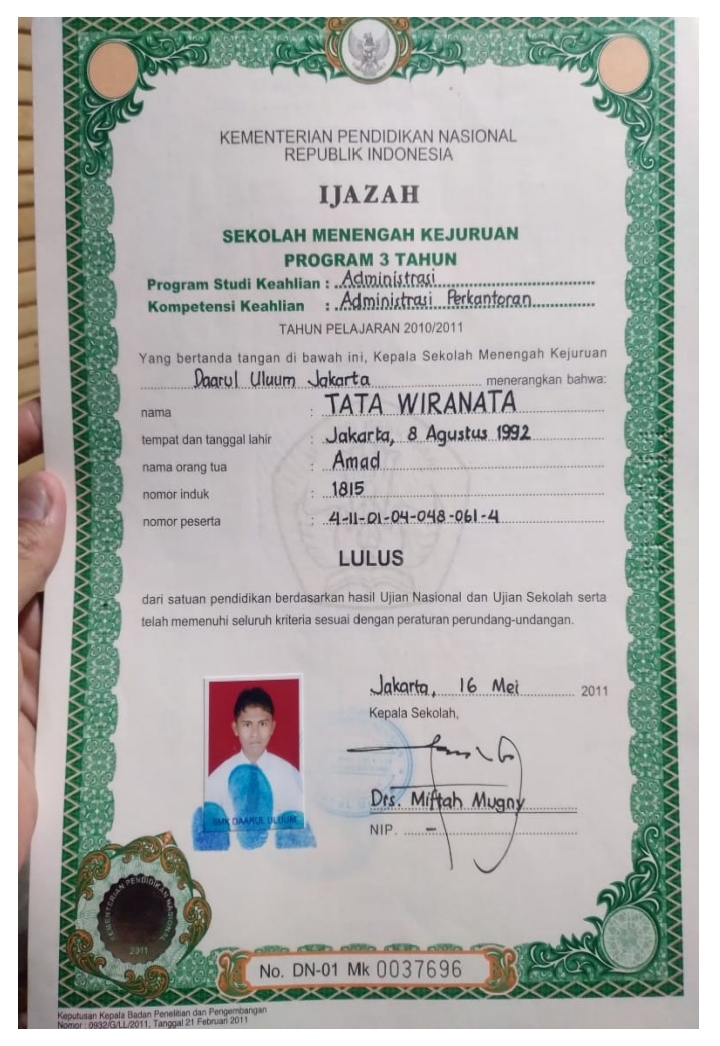 KEMENTERIAN PENDIDIKAN NASIONAL
REPUBLIK INDONESIA
IJAZAH
SEKOLAH MENENGAH KEJURUAN
PROGRAM 3 TAHUN
Program Studi Keahlian : Administrasi
Kompetensi Keahlian : Administrasi Perkantoran
TAHUN PELAJARAN 2010/2011
Yang bertanda tangan di bawah ini, Kepala Sekolah Menengah Kejuruan
Daarul Uluum Jakarta menerangkan bahwa:
nama : TATA WIRANATA
tempat dan tanggal lahir : Jakarta, 8 Agustus 1992
nama orang tua : Amad
nomor induk : 1815
nomor peserta : 4-11-01-04-048-061-4
LULUS
dari satuan pendidikan berdasarkan hasil Ujian Nasional dan Ujian Sekolah serta
telah memenuhi seluruh kriteria sesuai dengan peraturan perundang-undangan.
Jakarta, 16 Mei 2011
Kepala Sekolah,
Drs. Miftah Mugny
NIP. -
SMK DAARUL ULUUM
KEMENTERIAN PENDIDIKAN NASIONAL
2011
No. DN-01 Mk 0037696
Keputusan Kepala Badan Penelitian dan Pengembangan
Nomor : 0932/G/LL/2011, Tanggal 21 Februari 2011